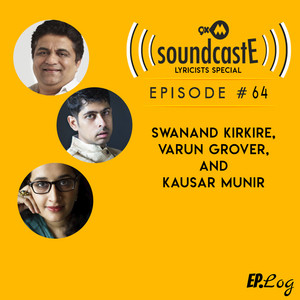 9XM
soundcastE
LYRICISTS SPECIAL
EPISODE #64
SWANAND KIRKIRE,
VARUN GROVER,
AND
KAUSAR MUNIR
EP.Log